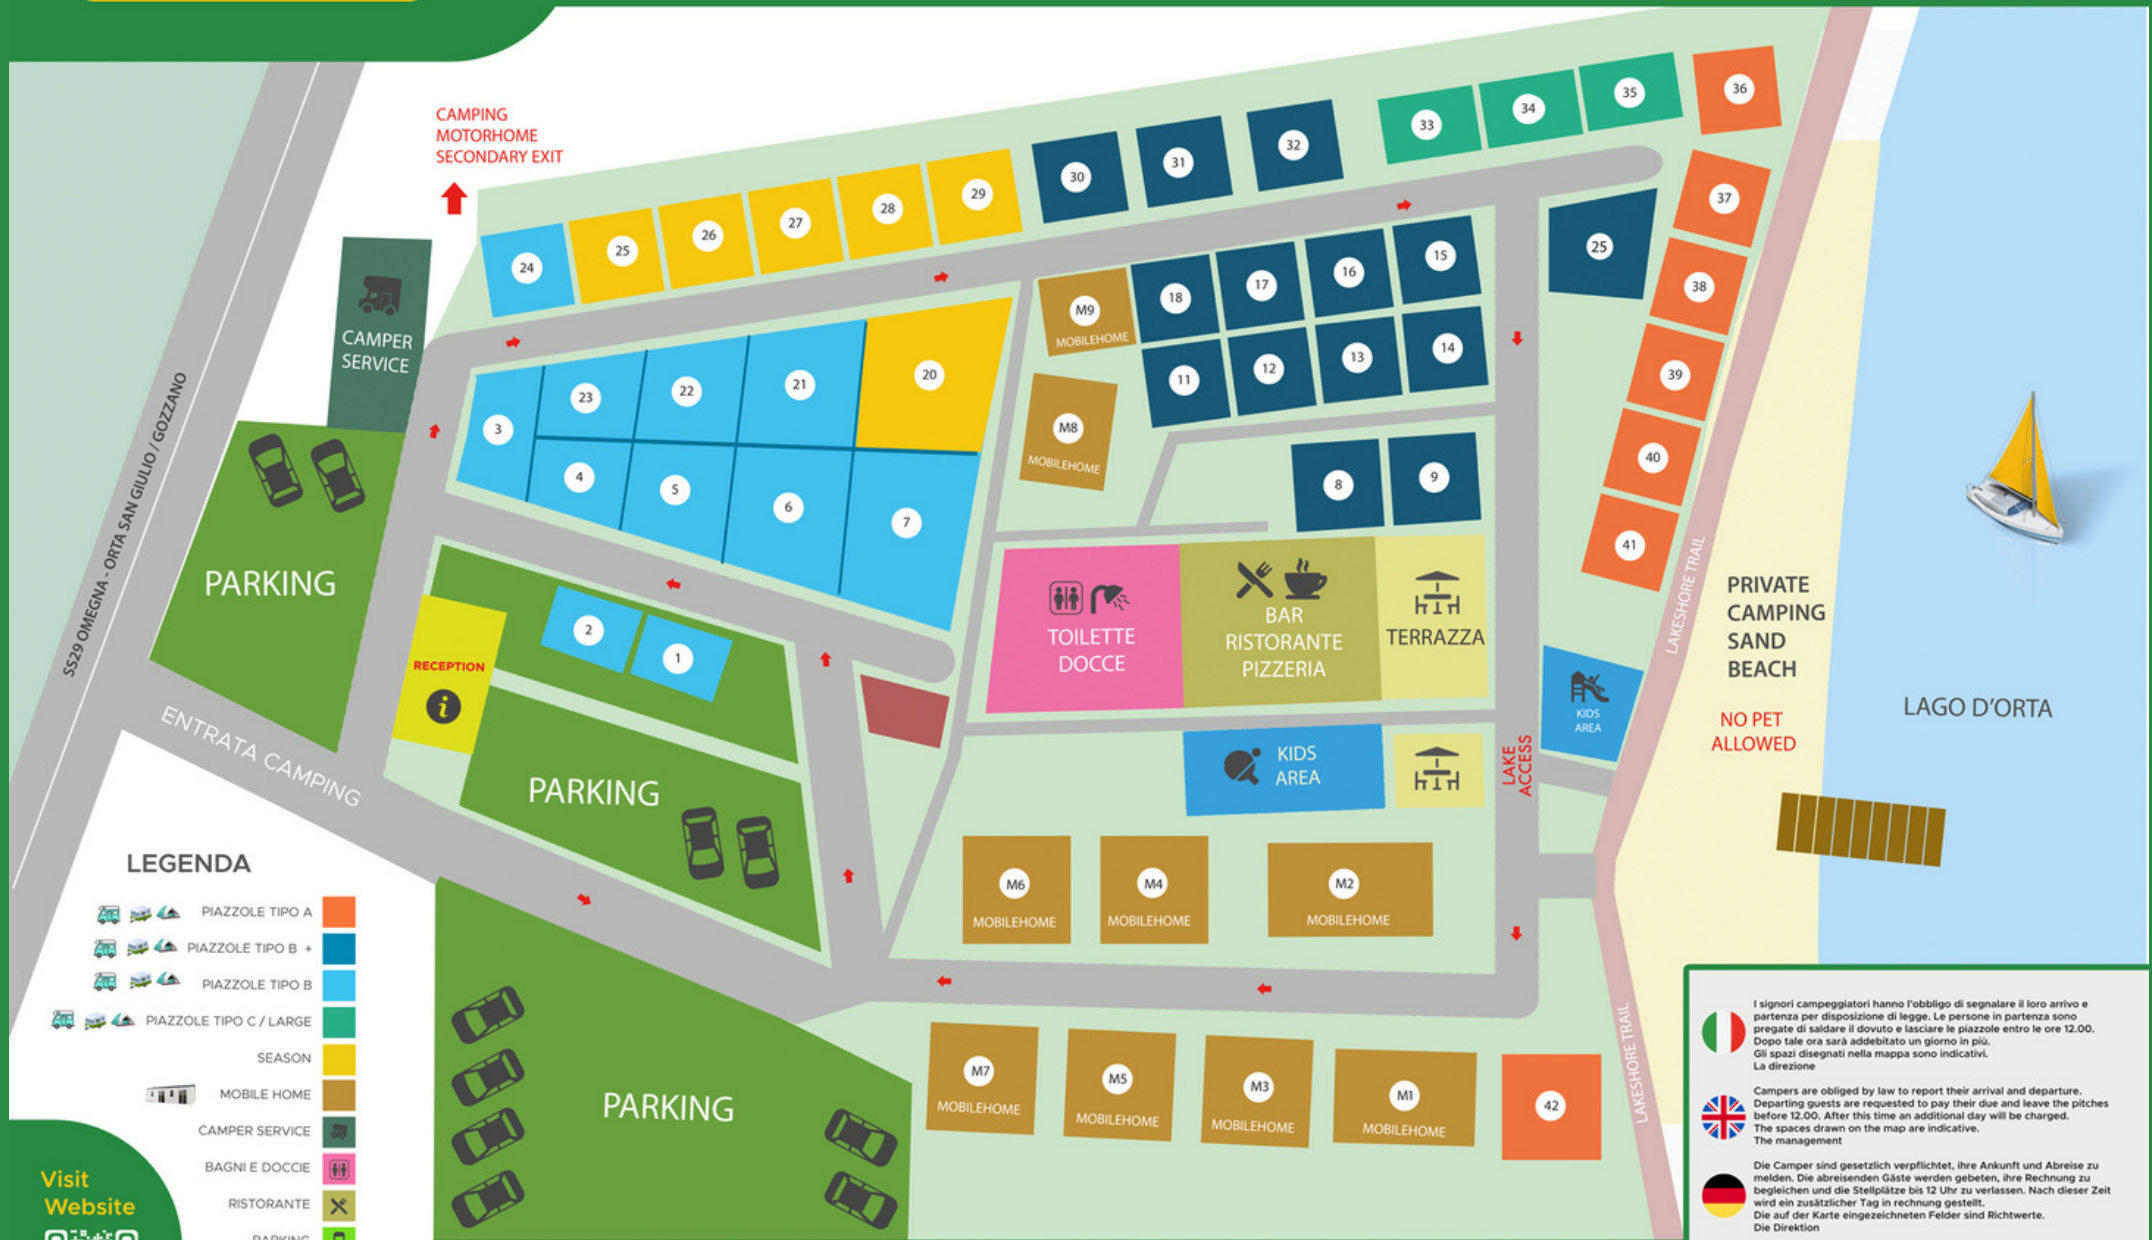 CAMPING
MOTORHOME
SECONDARY EXIT
36
35
34
33
32
31
30
29
28
27
26
25
24
37
38
39
40
41
25
15
16
17
18
M9
MOBILEHOME
14
13
12
11
M8
MOBILEHOME
8
9
20
21
22
23
3
4
5
6
7
CAMPER
SERVICE
SS29 OMEGNA - ORTA SAN GIULIO / GOZZANO
PARKING
2
1
RECEPTION
TOILETTE
DOCCE
BAR
RISTORANTE
PIZZERIA
TERRAZZA
KIDS
AREA
LAKESHORE TRAIL
PRIVATE
CAMPING
SAND
BEACH
NO PET
ALLOWED
LAGO D'ORTA
ENTRATA CAMPING
PARKING
KIDS
AREA
LAKE
ACCESS
M6
MOBILEHOME
M4
MOBILEHOME
M2
MOBILEHOME
PARKING
M7
MOBILEHOME
M5
MOBILEHOME
M3
MOBILEHOME
M1
MOBILEHOME
42
LAKESHORE TRAIL
LEGENDA
PIAZZOLE TIPO A
PIAZZOLE TIPO B +
PIAZZOLE TIPO B
PIAZZOLE TIPO C / LARGE
SEASON
MOBILE HOME
CAMPER SERVICE
BAGNI E DOCCIE
RISTORANTE
PARKING
Visit
Website
I signori campeggiatori hanno l'obbligo di segnalare il loro arrivo e
partenza per disposizione di legge. Le persone in partenza sono
pregate di saldare il dovuto e lasciare le piazzole entro le ore 12.00.
Dopo tale ora sarà addebitato un giorno in più.
Gli spazi disegnati nella mappa sono indicativi.
La direzione
Campers are obliged by law to report their arrival and departure.
Departing guests are requested to pay their due and leave the pitches
before 12.00. After this time an additional day will be charged.
The spaces drawn on the map are indicative.
The management
Die Camper sind gesetzlich verpflichtet, ihre Ankunft und Abreise zu
melden. Die abreisenden Gäste werden gebeten, ihre Rechnung zu
begleichen und die Stellplätze bis 12 Uhr zu verlassen. Nach dieser Zeit
wird ein zusätzlicher Tag in rechnung gestellt.
Die auf der Karte eingezeichneten Felder sind Richtwerte.
Die Direktion